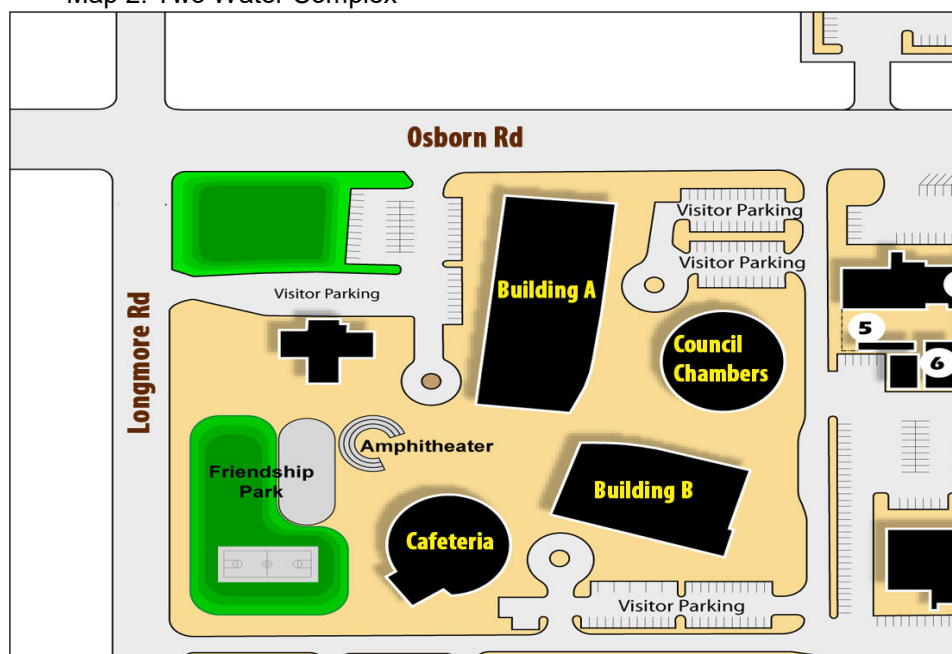 Map 2: Two Water Complex
Osborn Rd
Visitor Parking
Visitor Parking
Building A
Visitor Parking
Longmore Rd
5
6
Council
Chambers
Amphitheater
Friendship
Park
Building B
Cafeteria
Visitor Parking